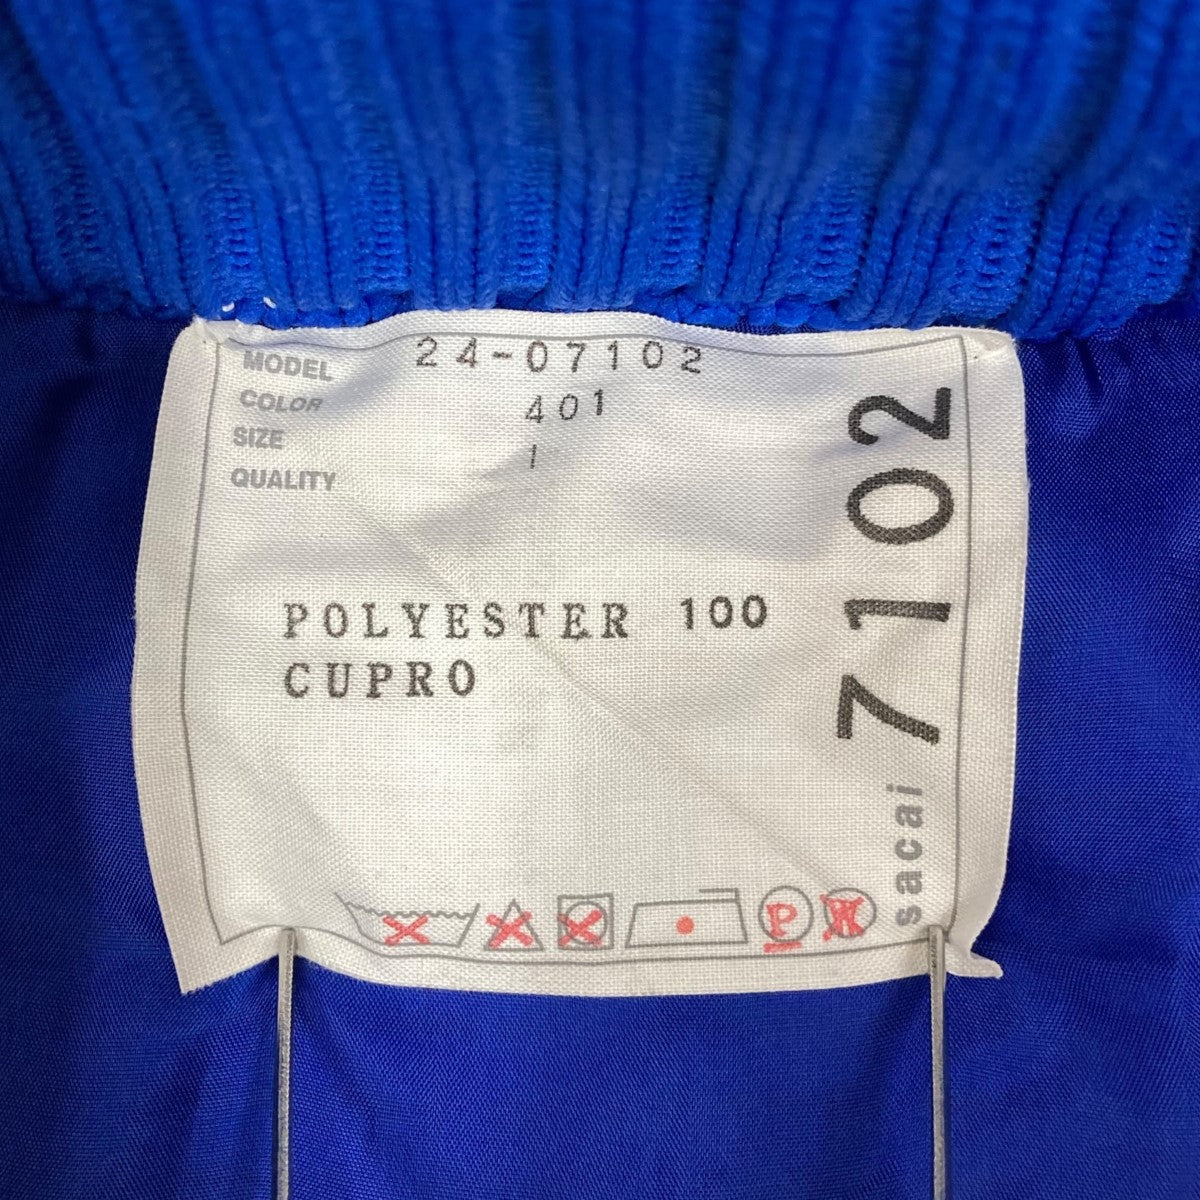 MODEL 24-07102
COLOR 401
SIZE 1
QUALITY
POLYESTER 100
CUPRO
sacai 7102
P
W